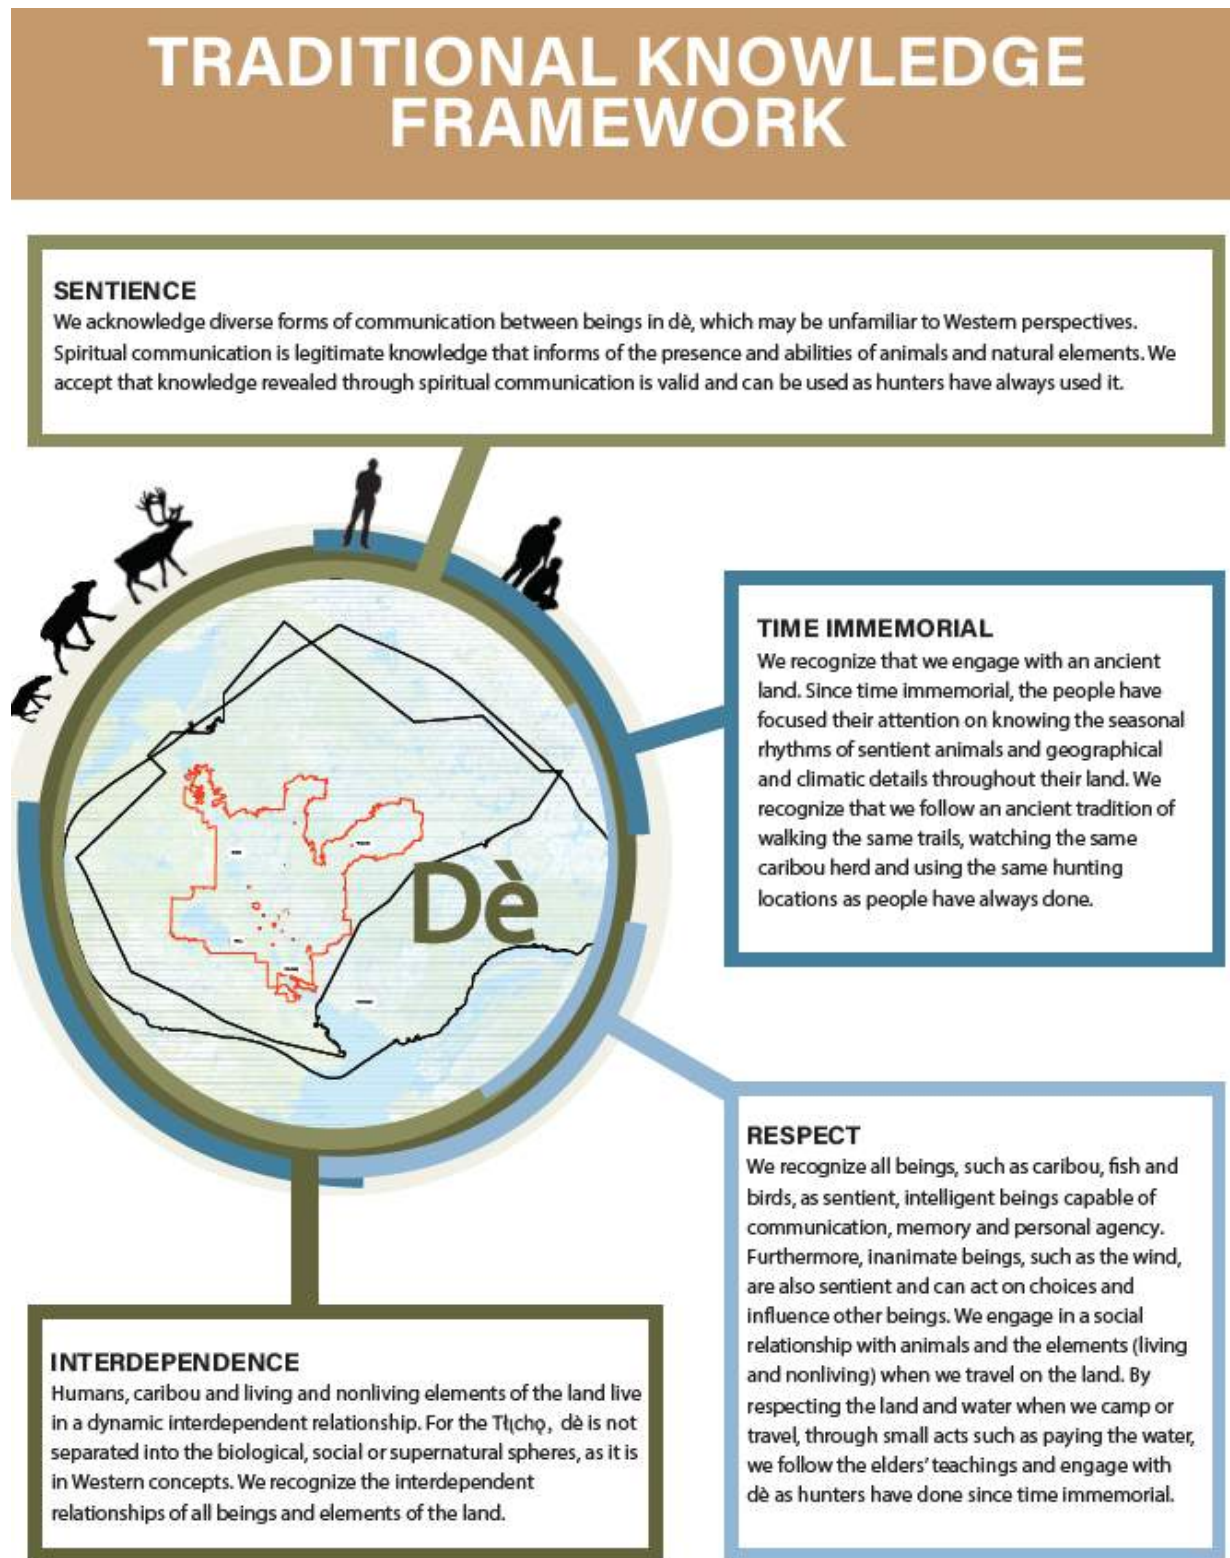 TRADITIONAL KNOWLEDGE
FRAMEWORK
SENTIENCE
We acknowledge diverse forms of communication between beings in dè, which may be unfamiliar to Western perspectives.
Spiritual communication is legitimate knowledge that informs of the presence and abilities of animals and natural elements. We
accept that knowledge revealed through spiritual communication is valid and can be used as hunters have always used it.
TIME IMMEMORIAL
We recognize that we engage with an ancient
land. Since time immemorial, the people have
focused their attention on knowing the seasonal
rhythms of sentient animals and geographical
and climatic details throughout their land. We
recognize that we follow an ancient tradition of
walking the same trails, watching the same
caribou herd and using the same hunting
locations as people have always done.
Dè
RESPECT
We recognize all beings, such as caribou, fish and
birds, as sentient, intelligent beings capable of
communication, memory and personal agency.
Furthermore, inanimate beings, such as the wind,
are also sentient and can act on choices and
influence other beings. We engage in a social
relationship with animals and the elements (living
and nonliving) when we travel on the land. By
respecting the land and water when we camp or
travel, through small acts such as paying the water,
we follow the elders' teachings and engage with
dè as hunters have done since time immemorial.
INTERDEPENDENCE
Humans, caribou and living and nonliving elements of the land live
in a dynamic interdependent relationship. For the Tłı̨chǫ, dè is not
separated into the biological, social or supernatural spheres, as it is
in Western concepts. We recognize the interdependent
relationships of all beings and elements of the land.